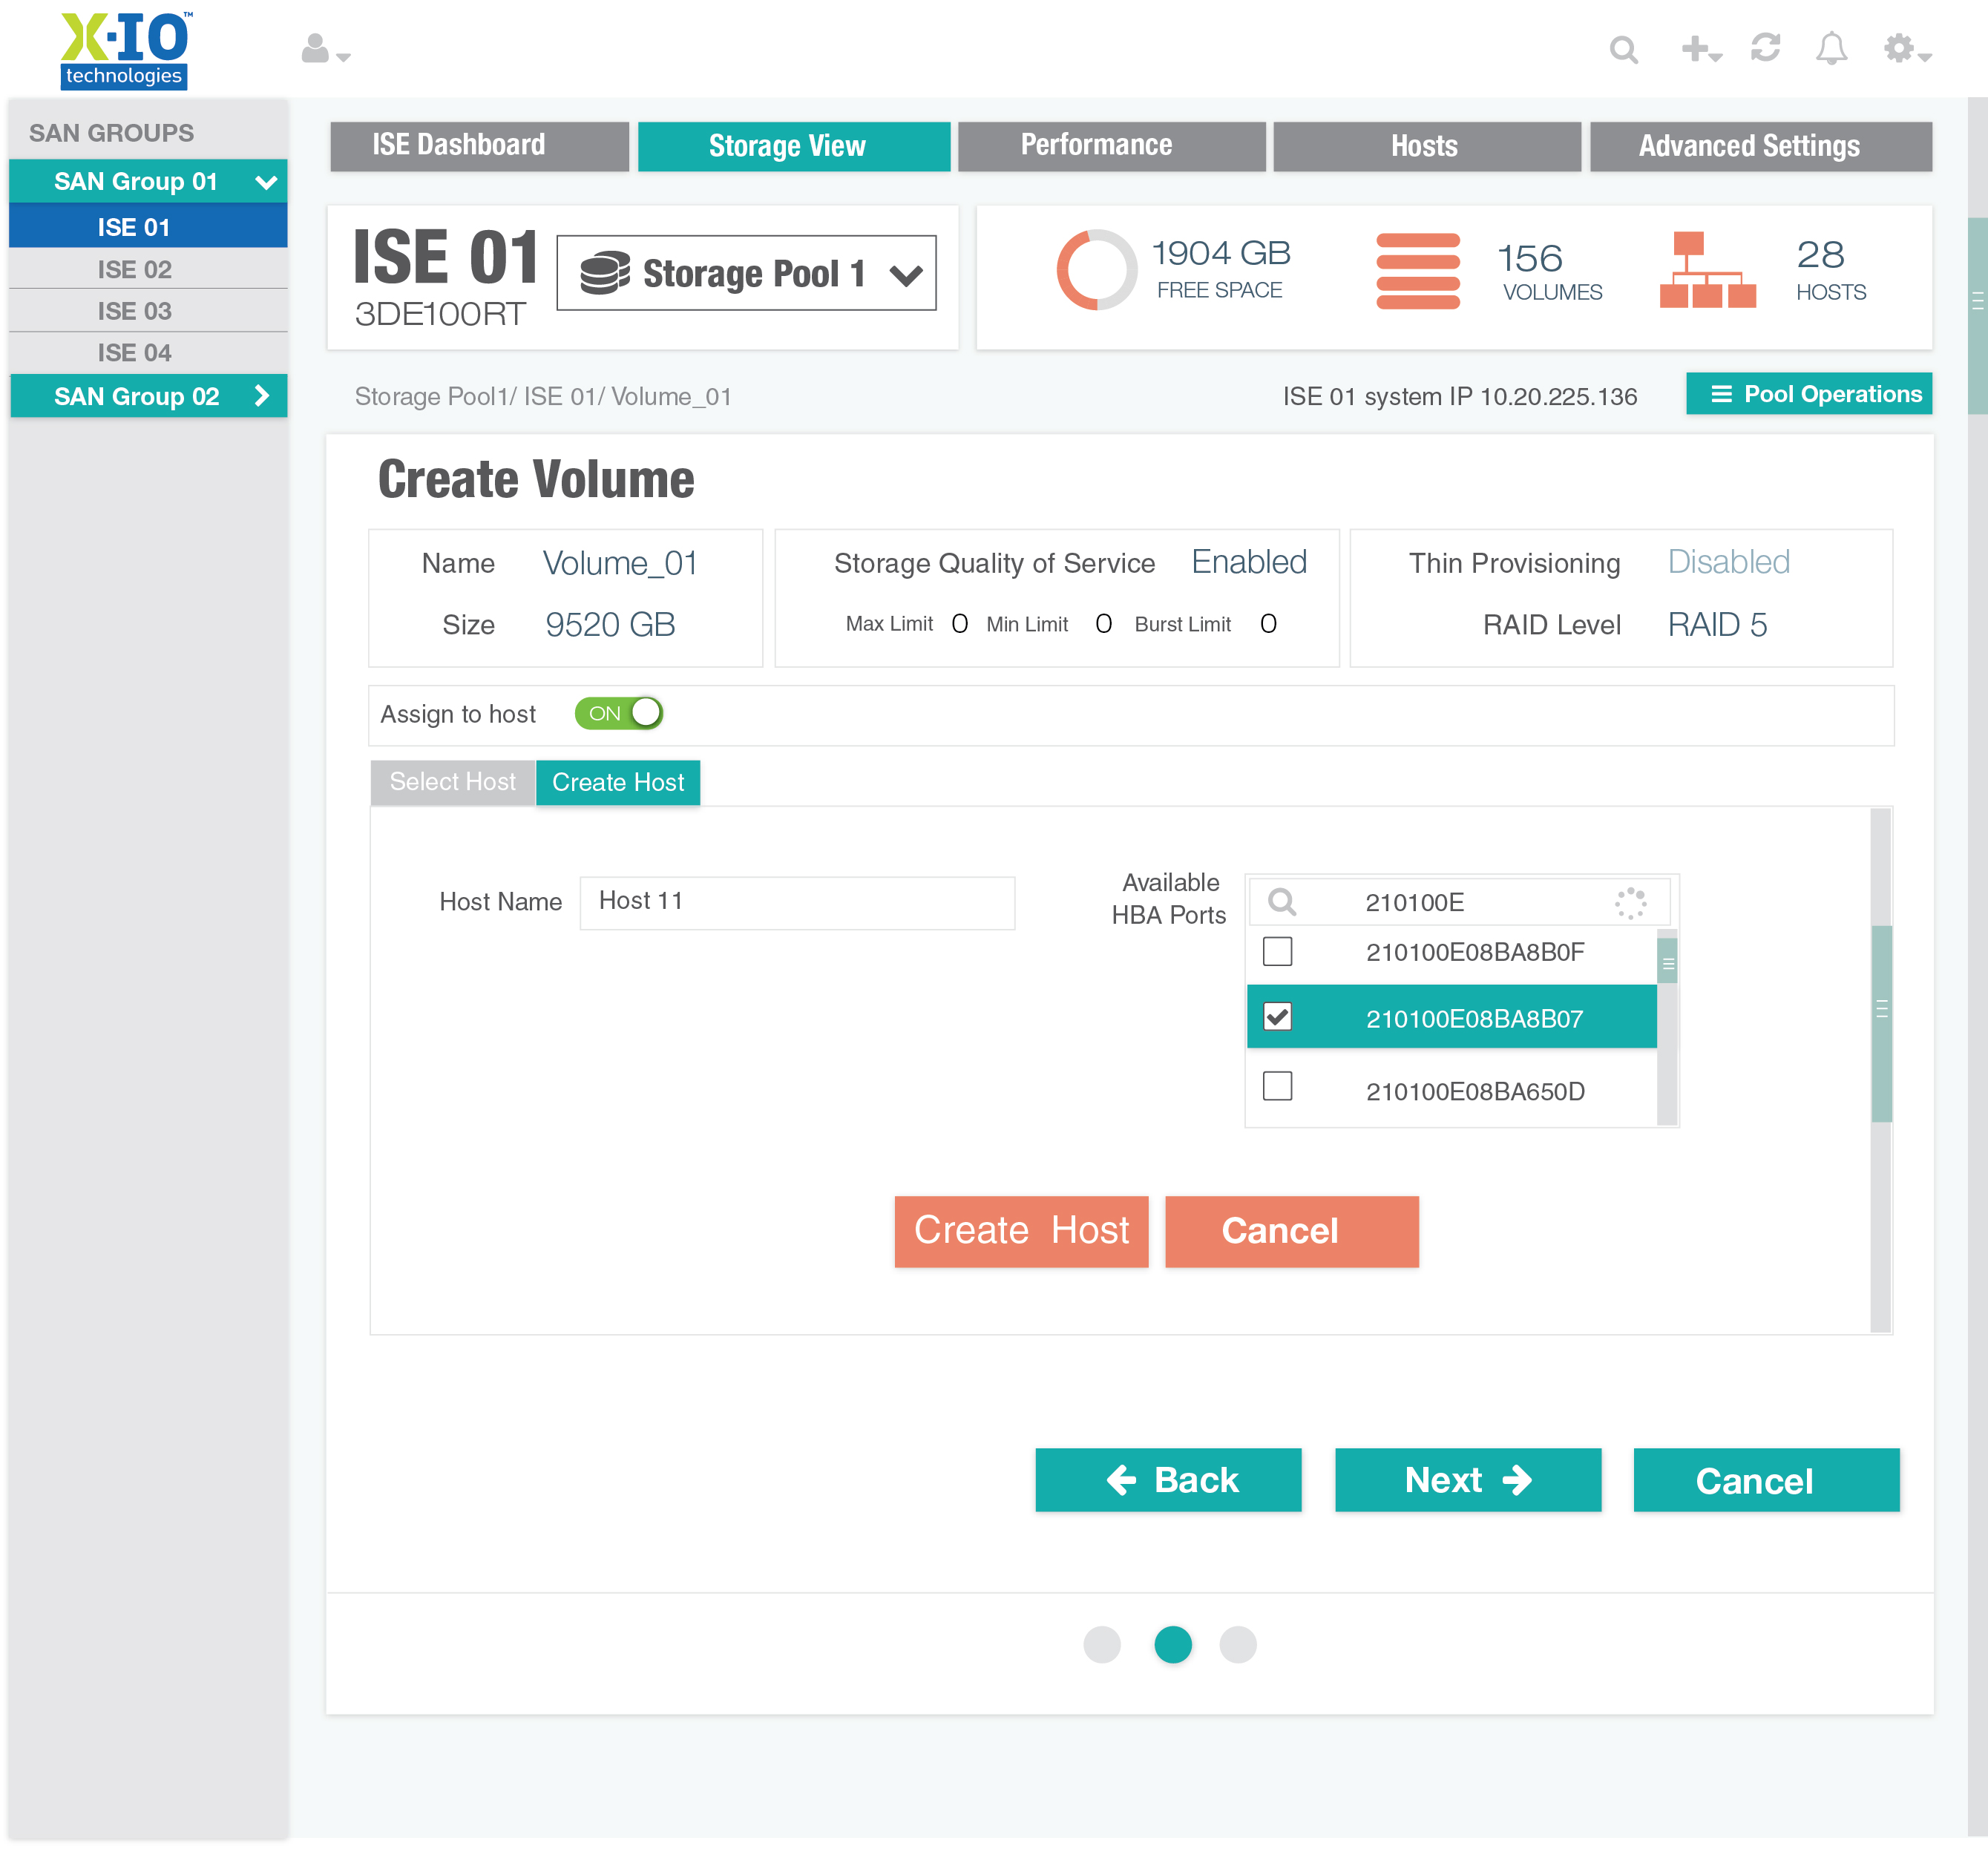 X·IO™
technologies
SAN GROUPS
SAN Group 01
ISE 01
ISE 02
ISE 03
ISE 04
SAN Group 02
ISE Dashboard
Storage View
Performance
Hosts
Advanced Settings
ISE 01
3DE100RT
Storage Pool 1
1904 GB
FREE SPACE
156
VOLUMES
28
HOSTS
Storage Pool1/ ISE 01/ Volume_01
ISE 01 system IP 10.20.225.136
Pool Operations
Create Volume
Name Volume_01
Size 9520 GB
Storage Quality of Service Enabled
Max Limit 0 Min Limit 0 Burst Limit 0
Thin Provisioning Disabled
RAID Level RAID 5
Assign to host ON
Select Host
Create Host
Host Name Host 11
Available
HBA Ports
210100E
210100E08BA8B0F
210100E08BA8B07
210100E08BA650D
Create Host
Cancel
Back
Next
Cancel